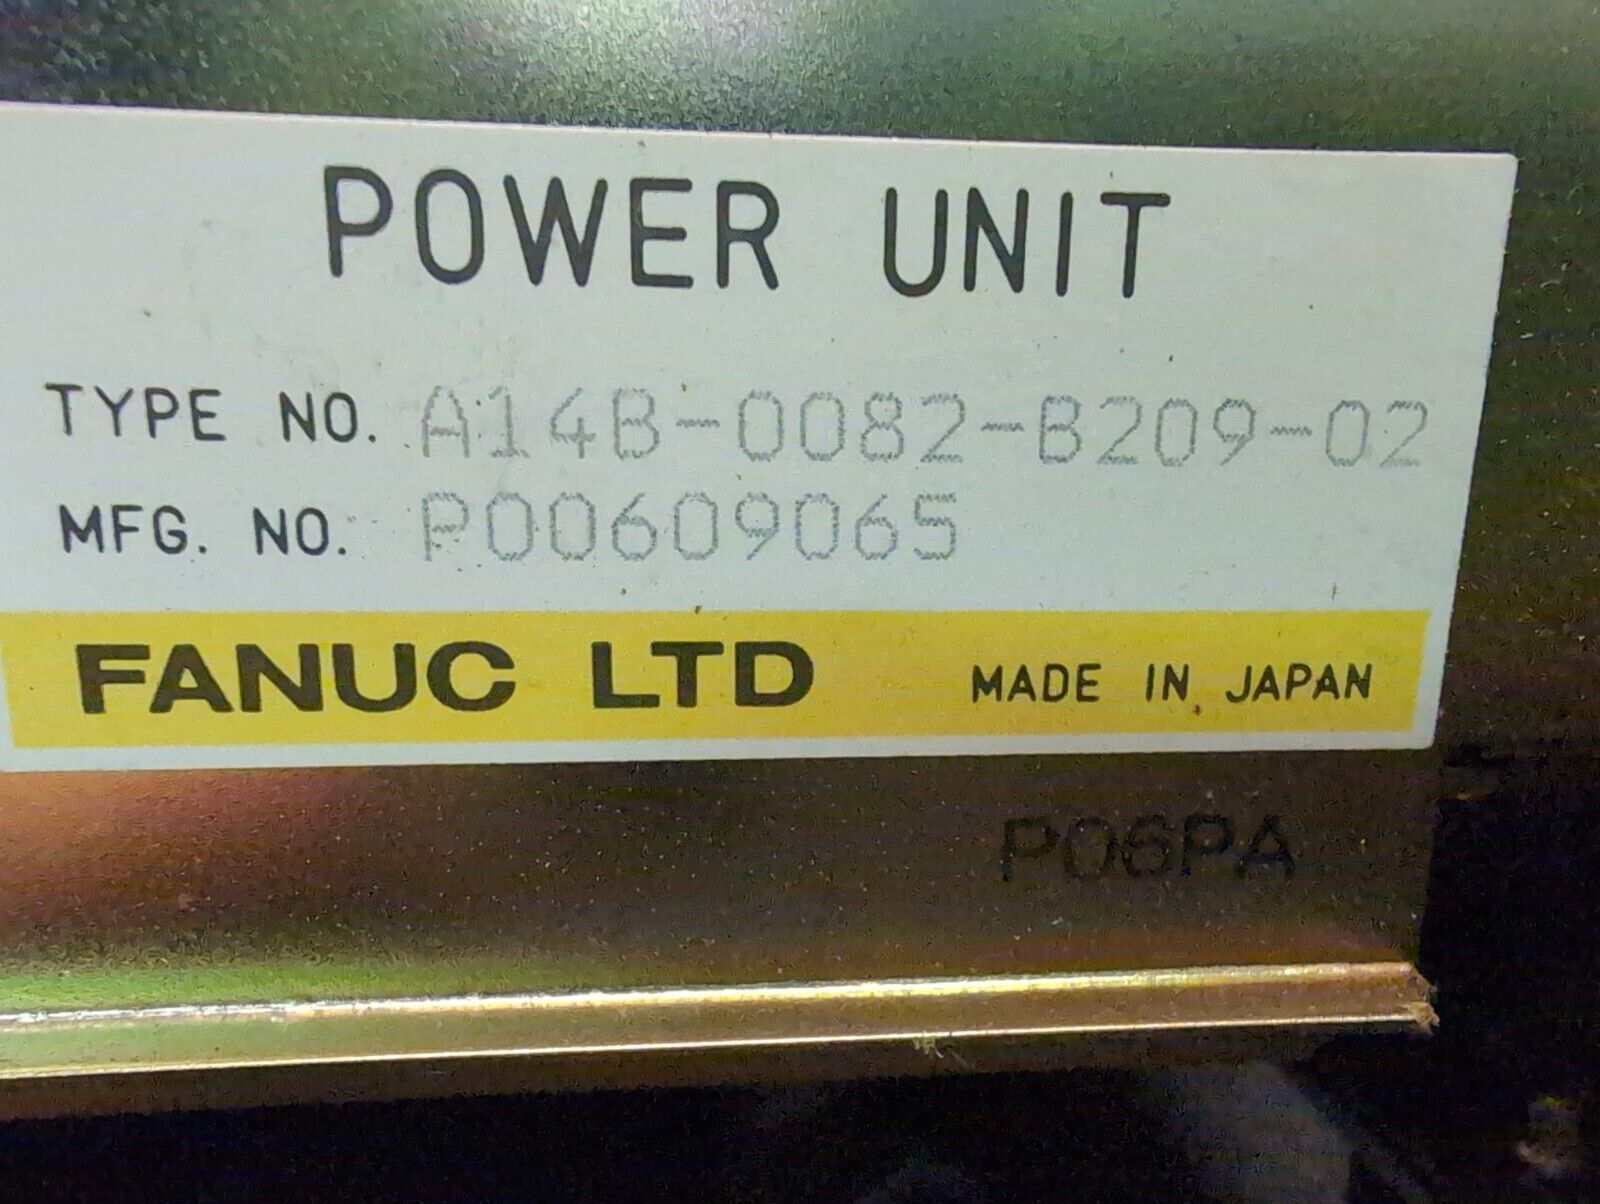 POWER UNIT
TYPE NO. A14B-0082-B209-02
MFG. NO. P00609065
FANUC LTD MADE IN JAPAN
P06PA